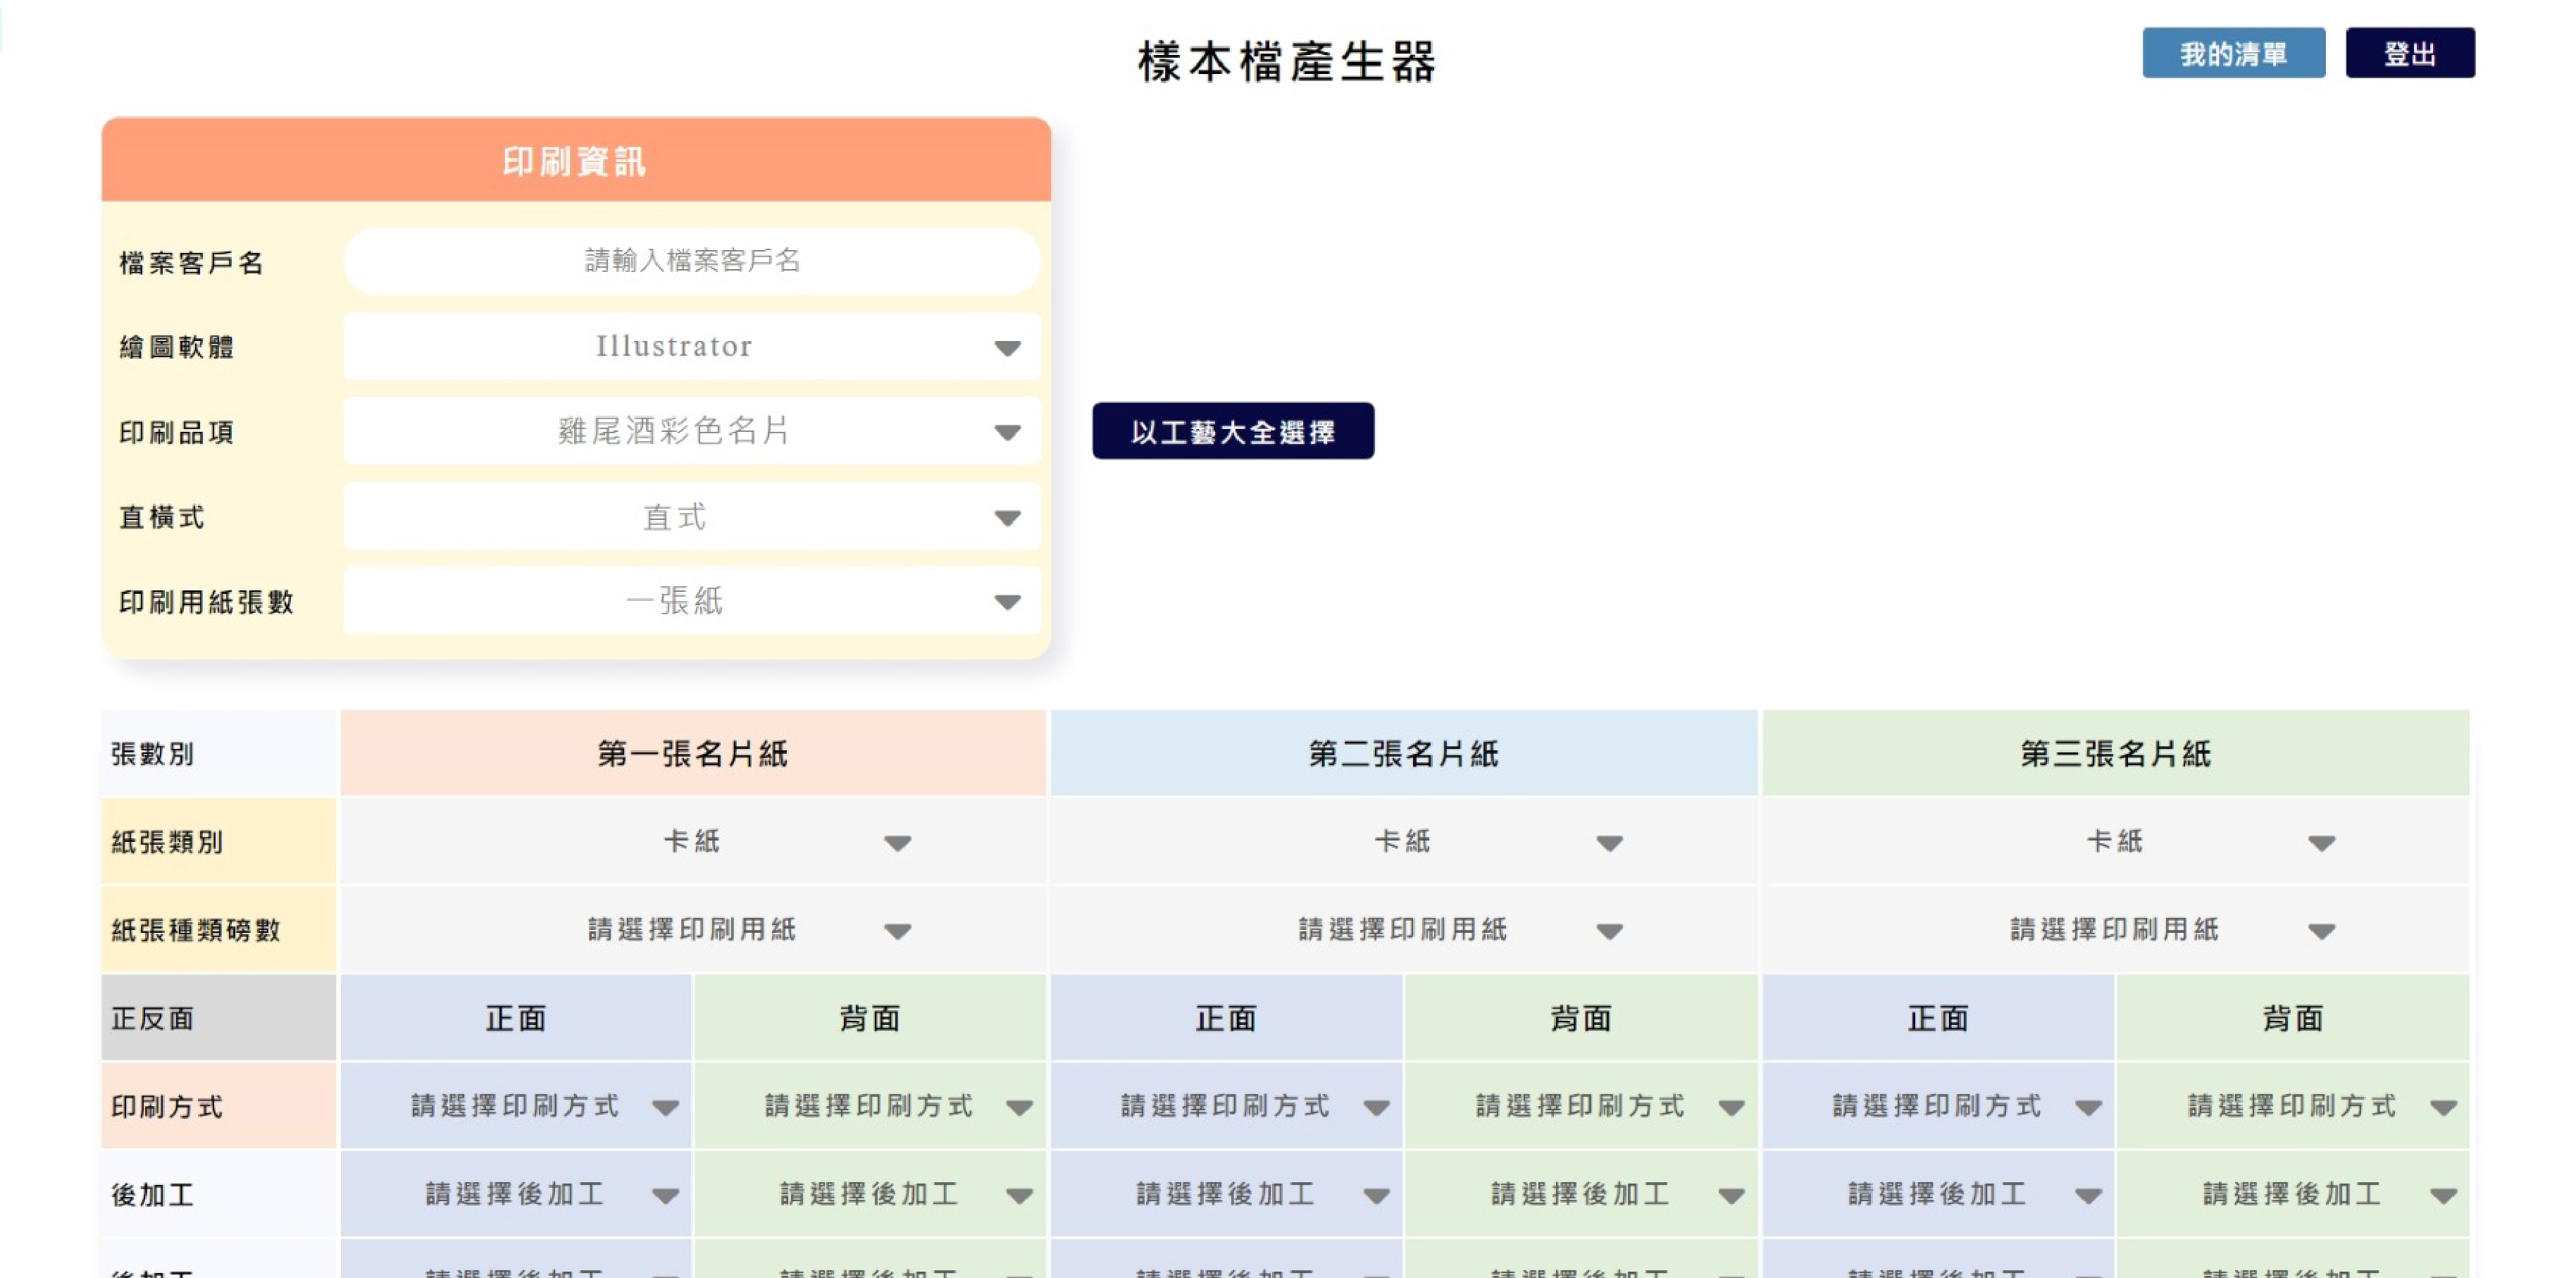 樣本檔產生器
我的清單 登出
印刷資訊
檔案客戶名 請輸入檔案客戶名
繪圖軟體 Illustrator
印刷品項 雞尾酒彩色名片
以工藝大全選擇
直橫式 直式
印刷用紙張數 一張紙
張數別 第一張名片紙 第二張名片紙 第三張名片紙
紙張類別 卡紙 卡紙 卡紙
紙張種類磅數 請選擇印刷用紙 請選擇印刷用紙 請選擇印刷用紙
正反面 正面 背面 正面 背面 正面 背面
印刷方式 請選擇印刷方式 請選擇印刷方式 請選擇印刷方式 請選擇印刷方式 請選擇印刷方式 請選擇印刷方式
後加工 請選擇後加工 請選擇後加工 請選擇後加工 請選擇後加工 請選擇後加工 請選擇後加工